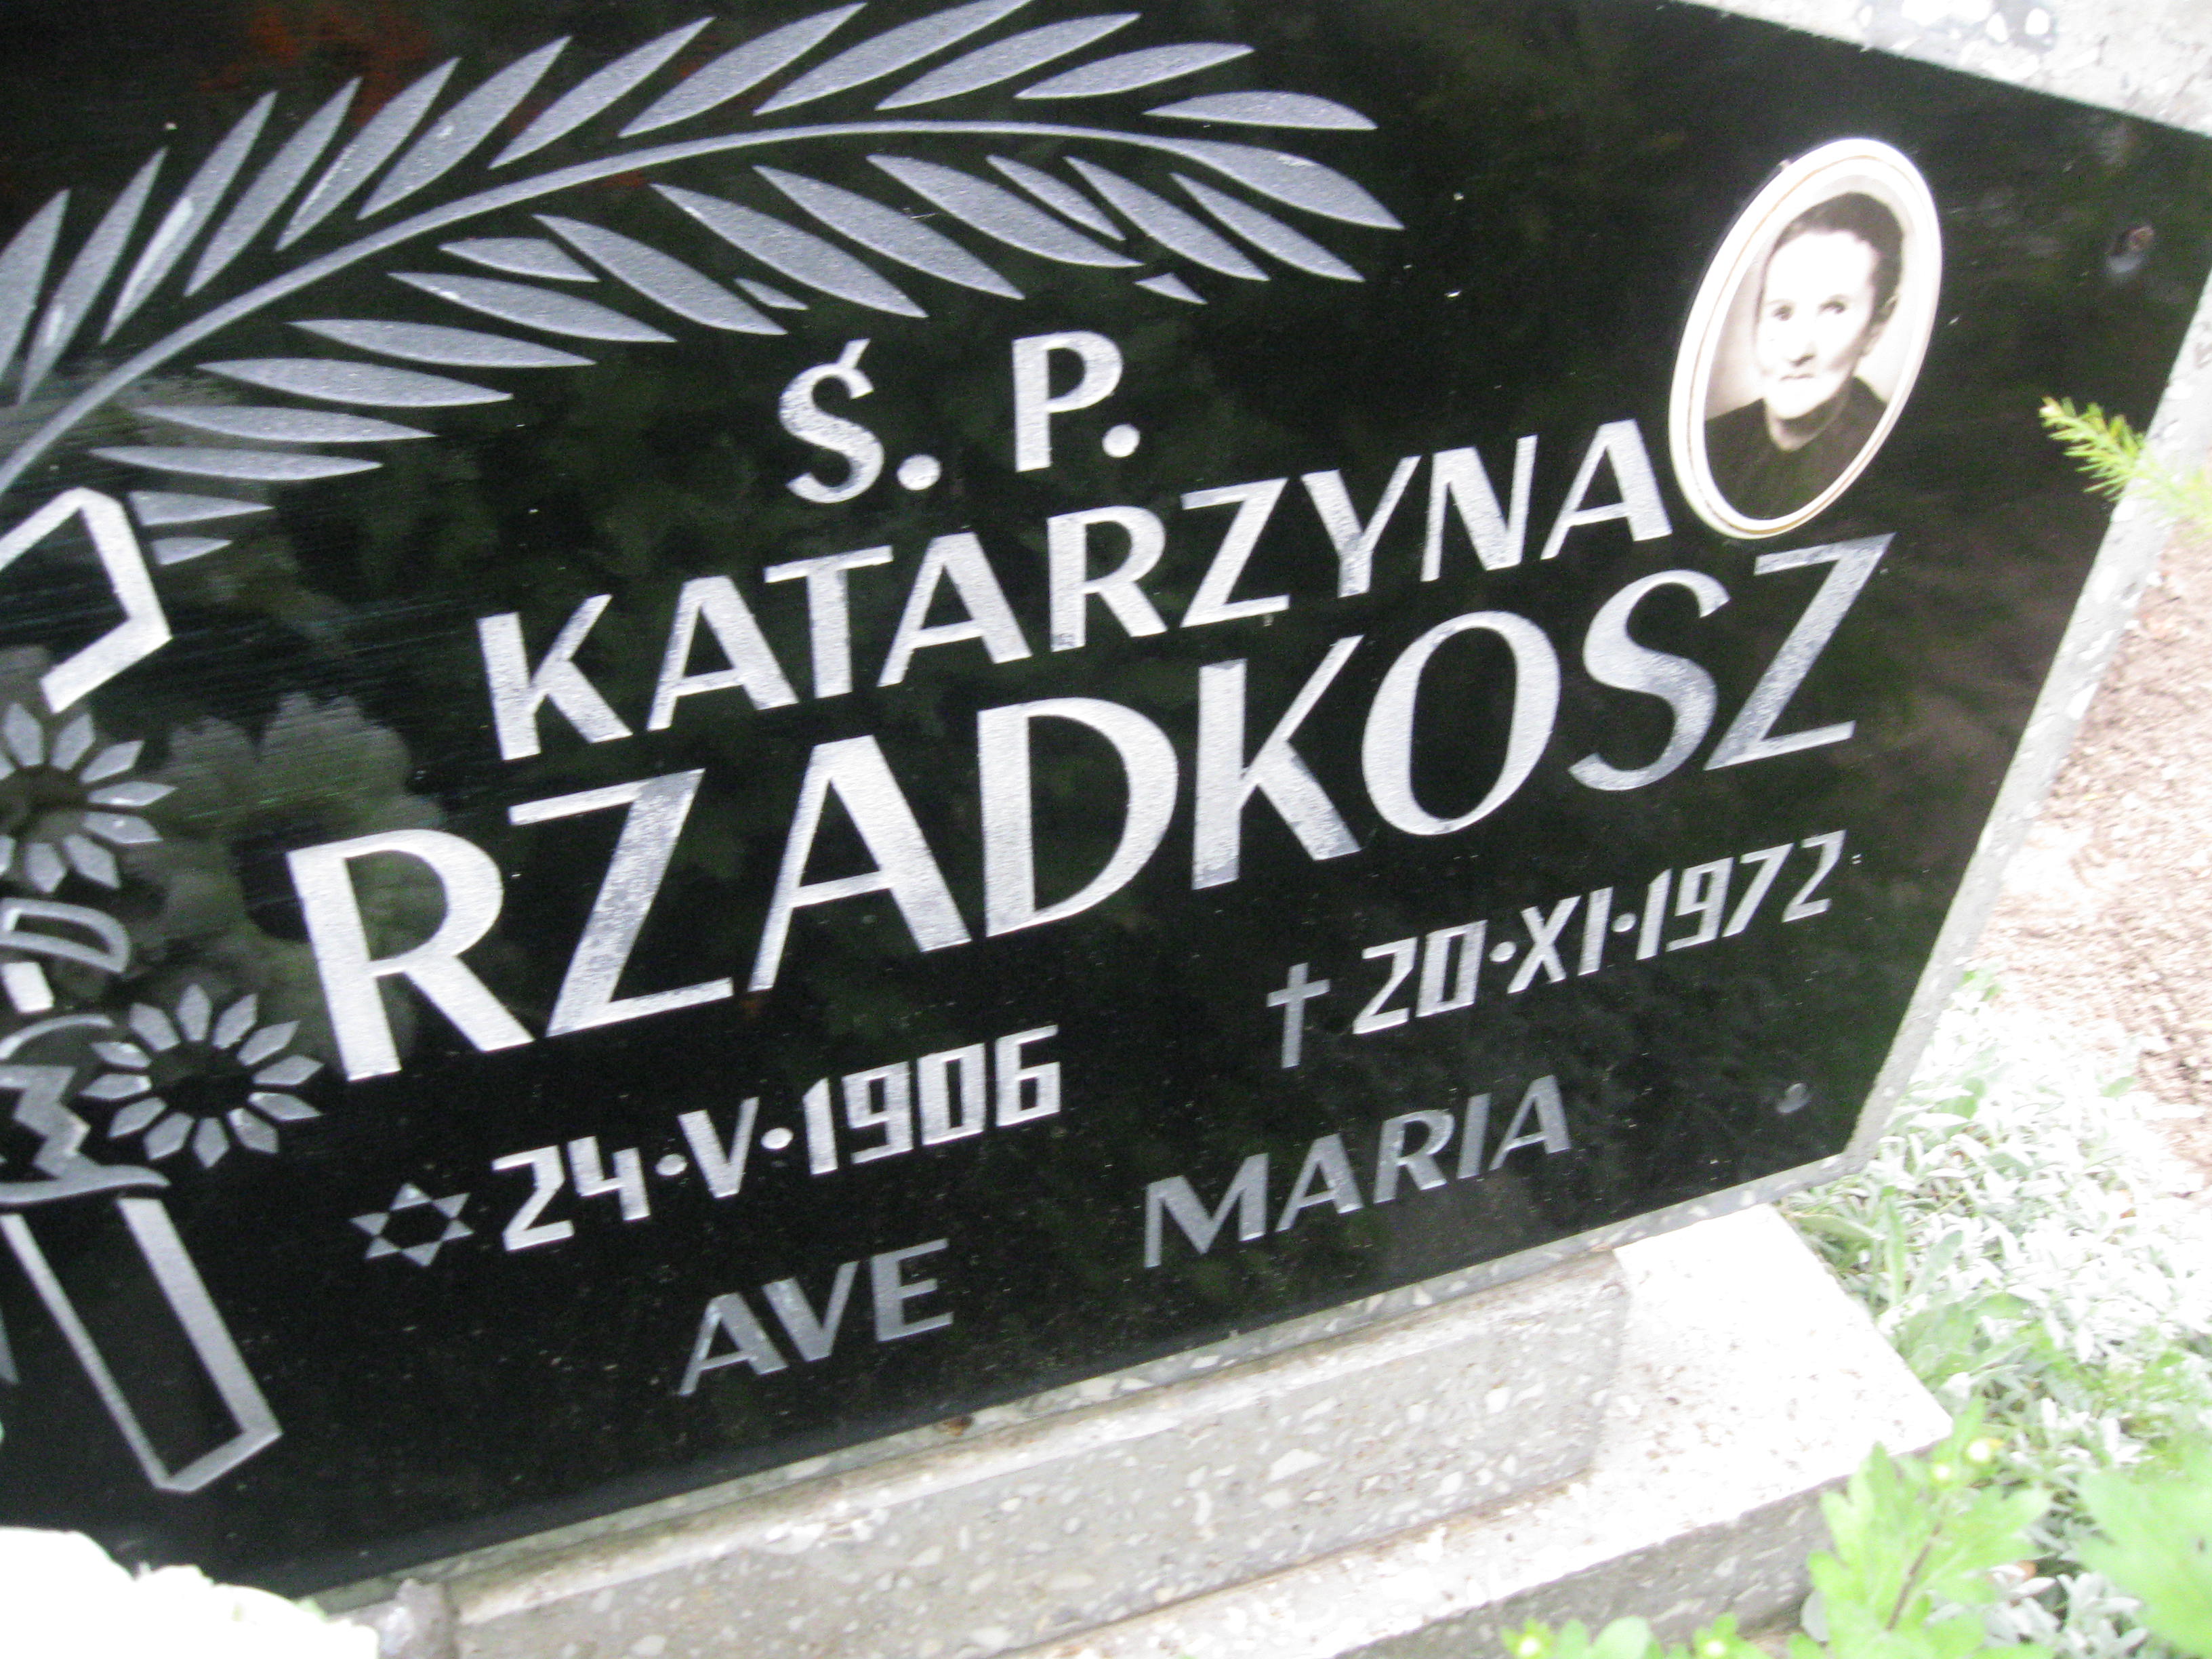 Ś. P.
KATARZYNA
RZADKOSZ
✡ 24·V·1906 † 20·XI·1972
AVE MARIA